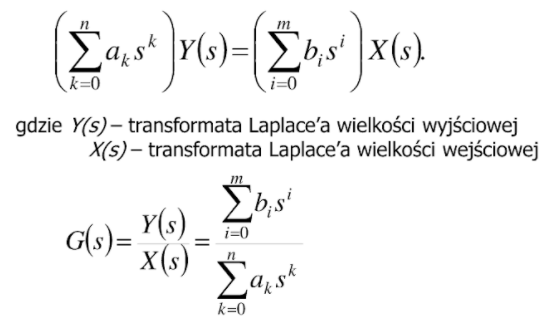 (∑_{k=0}^{n} a_k s^k) Y(s) = (∑_{i=0}^{m} b_i s^i) X(s).
gdzie Y(s) – transformata Laplace’a wielkości wyjściowej
X(s) – transformata Laplace’a wielkości wejściowej
G(s) = Y(s)/X(s) = (∑_{i=0}^{m} b_i s^i)/(∑_{k=0}^{n} a_k s^k)